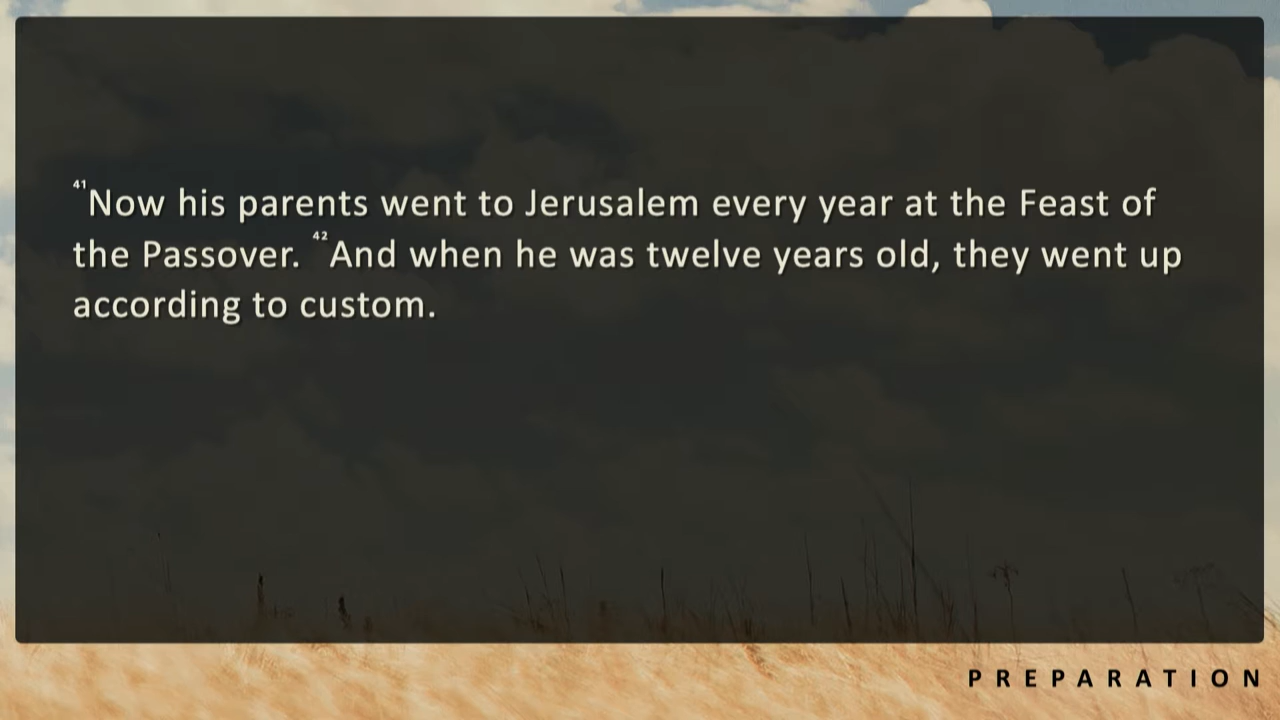 ⁴¹Now his parents went to Jerusalem every year at the Feast of
the Passover. ⁴²And when he was twelve years old, they went up
according to custom.
PREPARATION